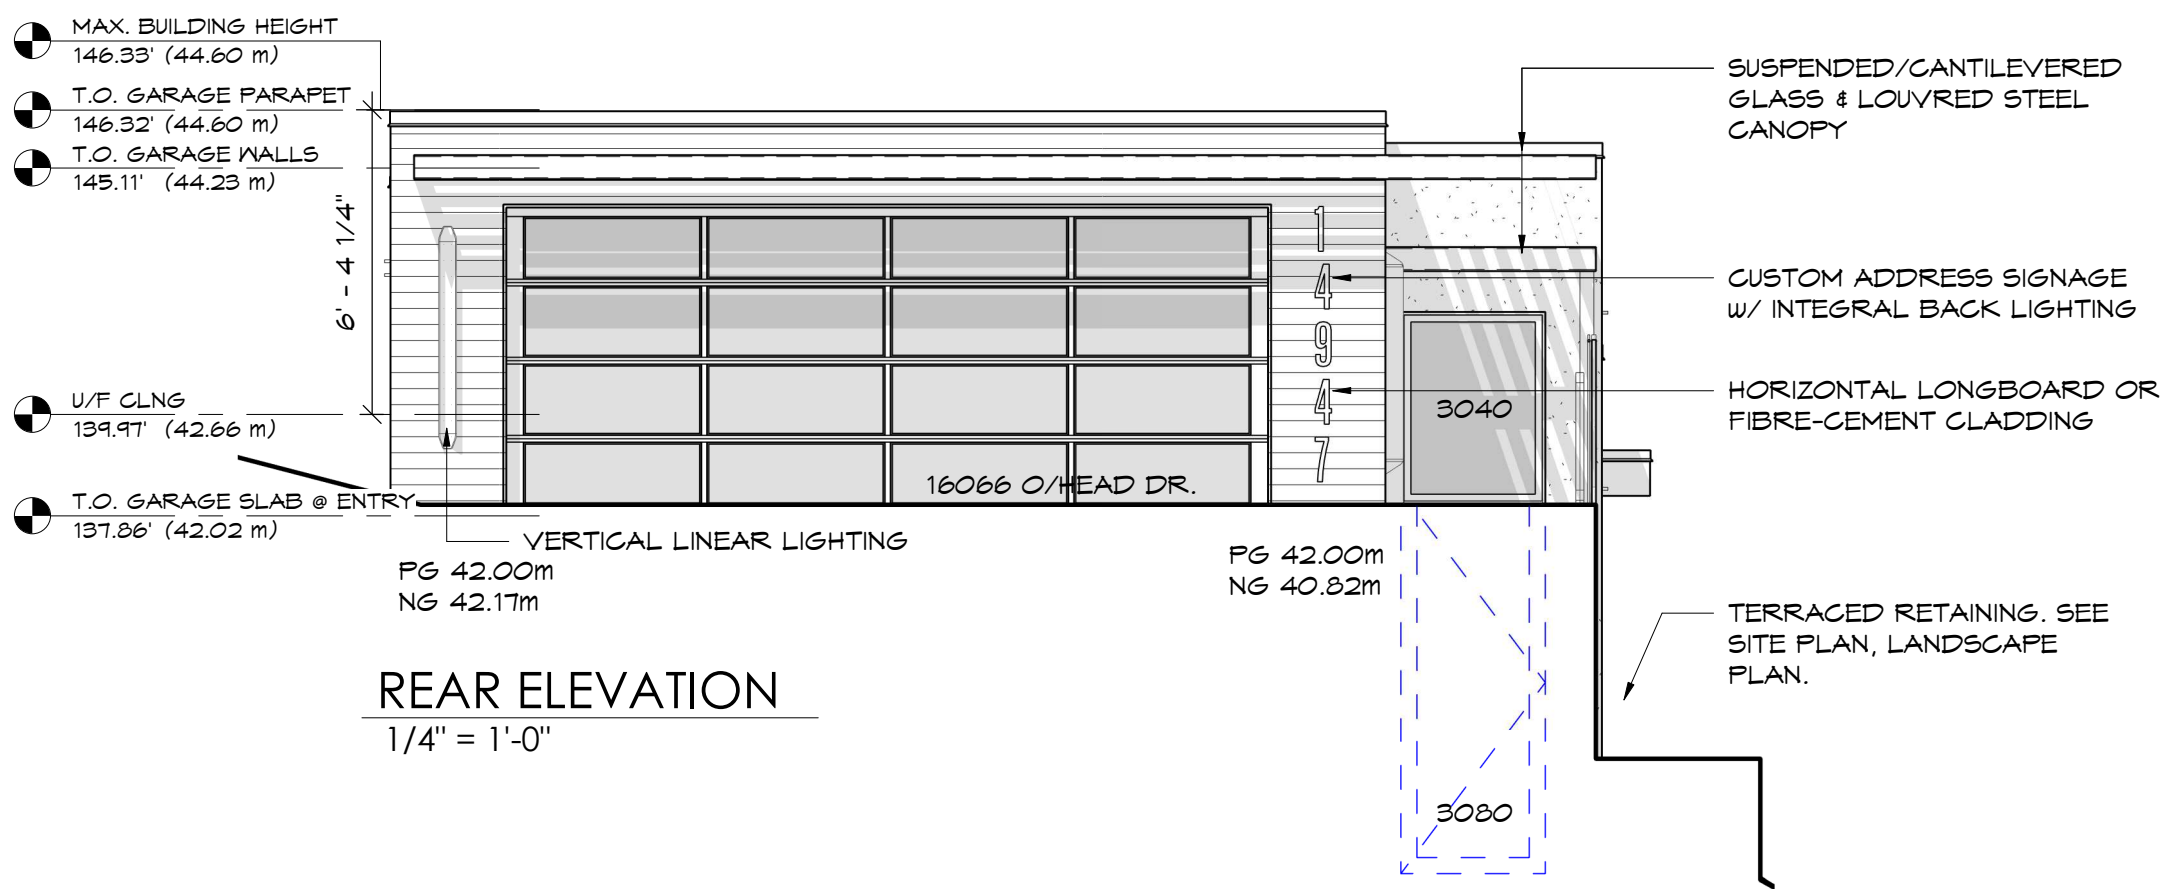 MAX. BUILDING HEIGHT
146.33' (44.60 m)
T.O. GARAGE PARAPET
146.32' (44.60 m)
T.O. GARAGE WALLS
145.11' (44.23 m)
6' - 4 1/4"
U/F CLNG
139.97' (42.66 m)
T.O. GARAGE SLAB @ ENTRY
137.86' (42.02 m)
1
4
9
4
7
3040
16066 O/HEAD DR.
SUSPENDED/CANTILEVERED
GLASS & LOUVRED STEEL
CANOPY
CUSTOM ADDRESS SIGNAGE
w/ INTEGRAL BACK LIGHTING
HORIZONTAL LONGBOARD OR
FIBRE-CEMENT CLADDING
VERTICAL LINEAR LIGHTING
PG 42.00m
NG 42.17m
PG 42.00m
NG 40.82m
TERRACED RETAINING. SEE
SITE PLAN, LANDSCAPE
PLAN.
3080
REAR ELEVATION
1/4" = 1'-0"